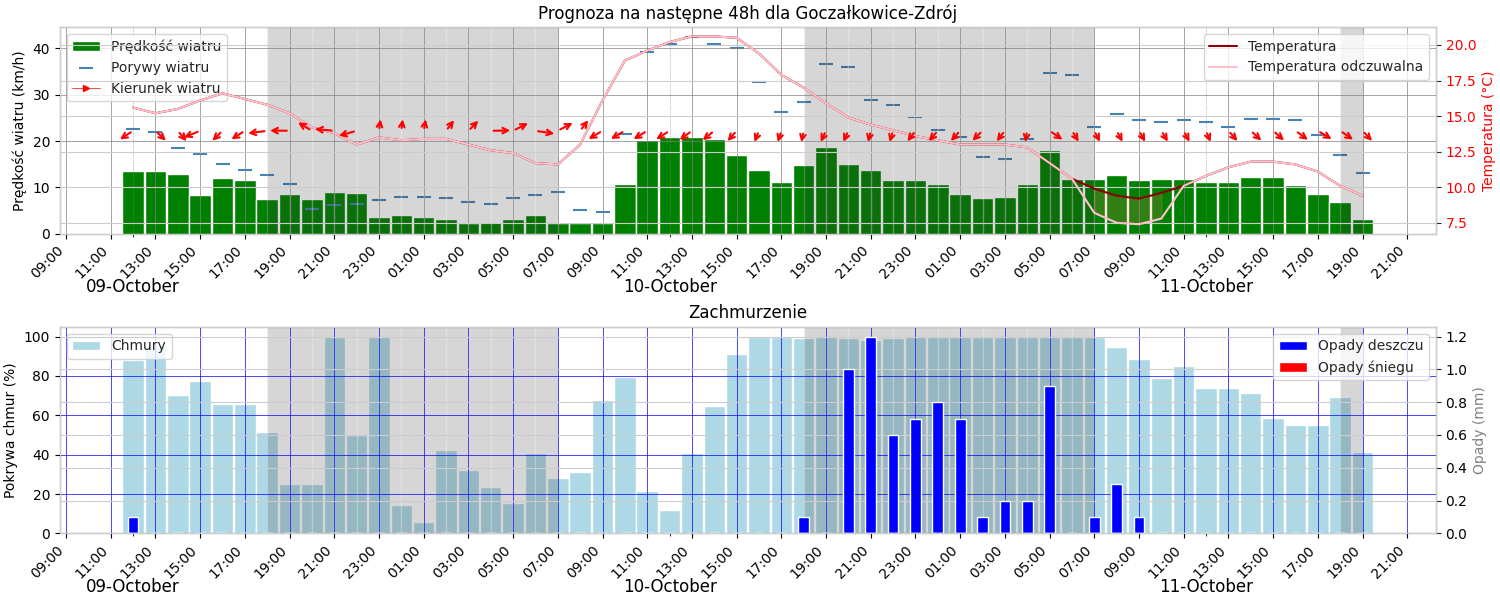 Prognoza na następne 48h dla Goczałkowice-Zdrój
Prędkość wiatru
Porywy wiatru
Kierunek wiatru
Temperatura
Temperatura odczuwalna
Prędkość wiatru (km/h)
40
30
20
10
0
20.0
17.5
15.0
12.5
10.0
7.5
Temperatura (°C)
09:00 11:00 13:00 15:00 17:00 19:00 21:00 23:00 01:00 03:00 05:00 07:00 09:00 11:00 13:00 15:00 17:00 19:00 21:00 23:00 01:00 03:00 05:00 07:00 09:00 11:00 13:00 15:00 17:00 19:00 21:00
09-October 10-October 11-October
Zachmurzenie
Chmury
Opady deszczu
Opady śniegu
Pokrywa chmur (%)
100
80
60
40
20
0
1.2
1.0
0.8
0.6
0.4
0.2
0.0
Opady (mm)
09:00 11:00 13:00 15:00 17:00 19:00 21:00 23:00 01:00 03:00 05:00 07:00 09:00 11:00 13:00 15:00 17:00 19:00 21:00 23:00 01:00 03:00 05:00 07:00 09:00 11:00 13:00 15:00 17:00 19:00 21:00
09-October 10-October 11-October